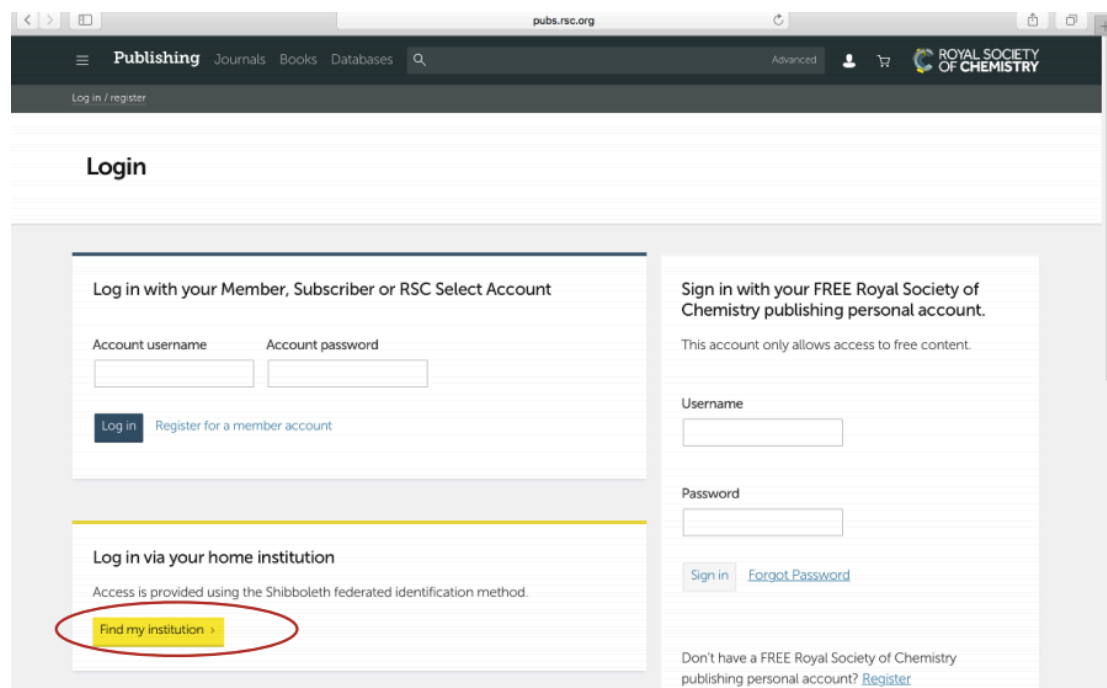 pubs.rsc.org
Publishing Journals Books Databases Advanced ROYAL SOCIETY
OF CHEMISTRY
Log in / register
Login
Log in with your Member, Subscriber or RSC Select Account
Account username Account password
Log in Register for a member account
Log in via your home institution
Access is provided using the Shibboleth federated identification method.
Find my institution ›
Sign in with your FREE Royal Society of
Chemistry publishing personal account.
This account only allows access to free content.
Username
Password
Sign in Forgot Password
Don't have a FREE Royal Society of Chemistry
publishing personal account? Register